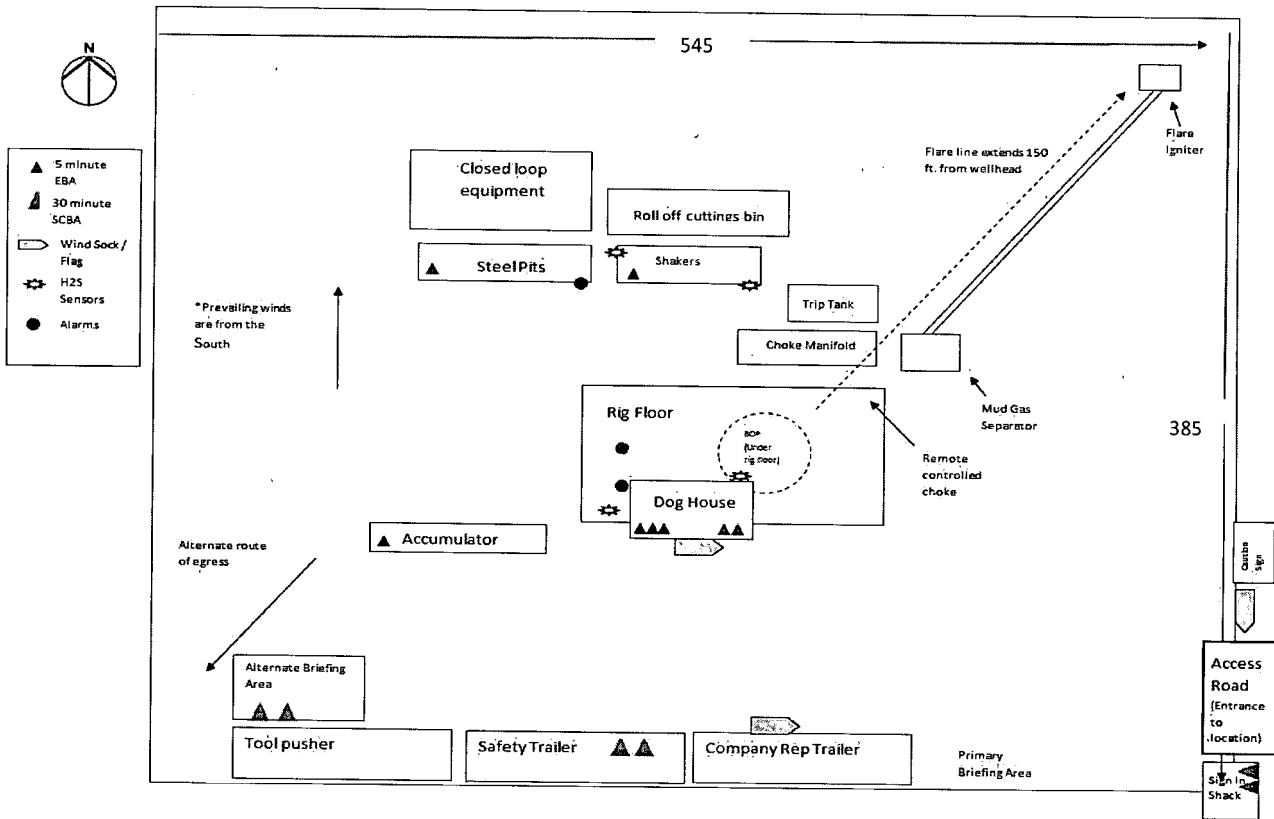 545
N
5 minute
EBA
30 minute
SCBA
Wind Sock /
Flag
H2S
Sensors
Alarms
Flare
Igniter
Flare line extends 150
ft. from wellhead
Closed loop
equipment
Roll off cuttings bin
Steel Pits
Shakers
*Prevailing winds
are from the
South
Trip Tank
Choke Manifold
Mud Gas
Separator
Rig Floor
BOP
(Under
rig floor)
385
Remote
controlled
choke
Dog House
Accumulator
Alternate route
of egress
Caution
Sign
Alternate Briefing
Area
Access
Road
(Entrance
to
location)
Tool pusher
Safety Trailer
Company Rep Trailer
Primary
Briefing Area
Sign In
Shack